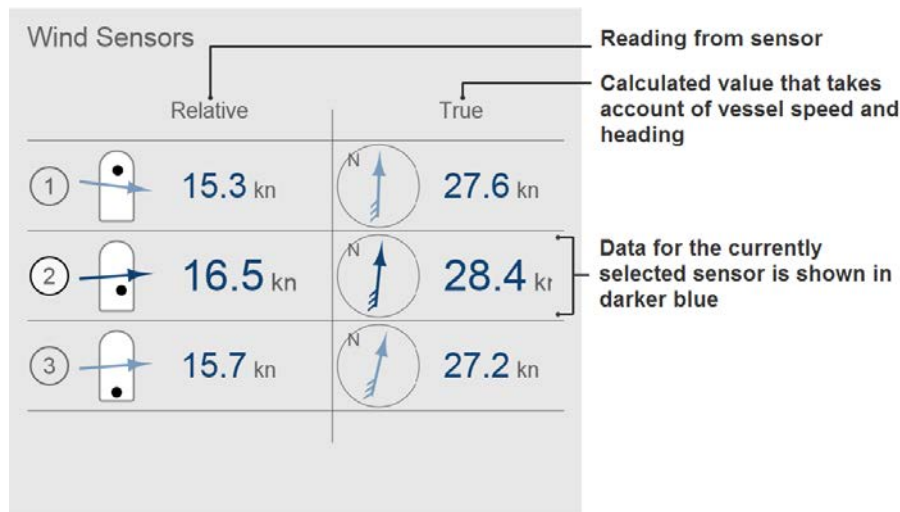 Wind Sensors
Reading from sensor
Calculated value that takes
account of vessel speed and
heading
Relative
True
1
15.3 kn
N
27.6 kn
2
16.5 kn
N
28.4 kr
Data for the currently
selected sensor is shown in
darker blue
3
15.7 kn
N
27.2 kn